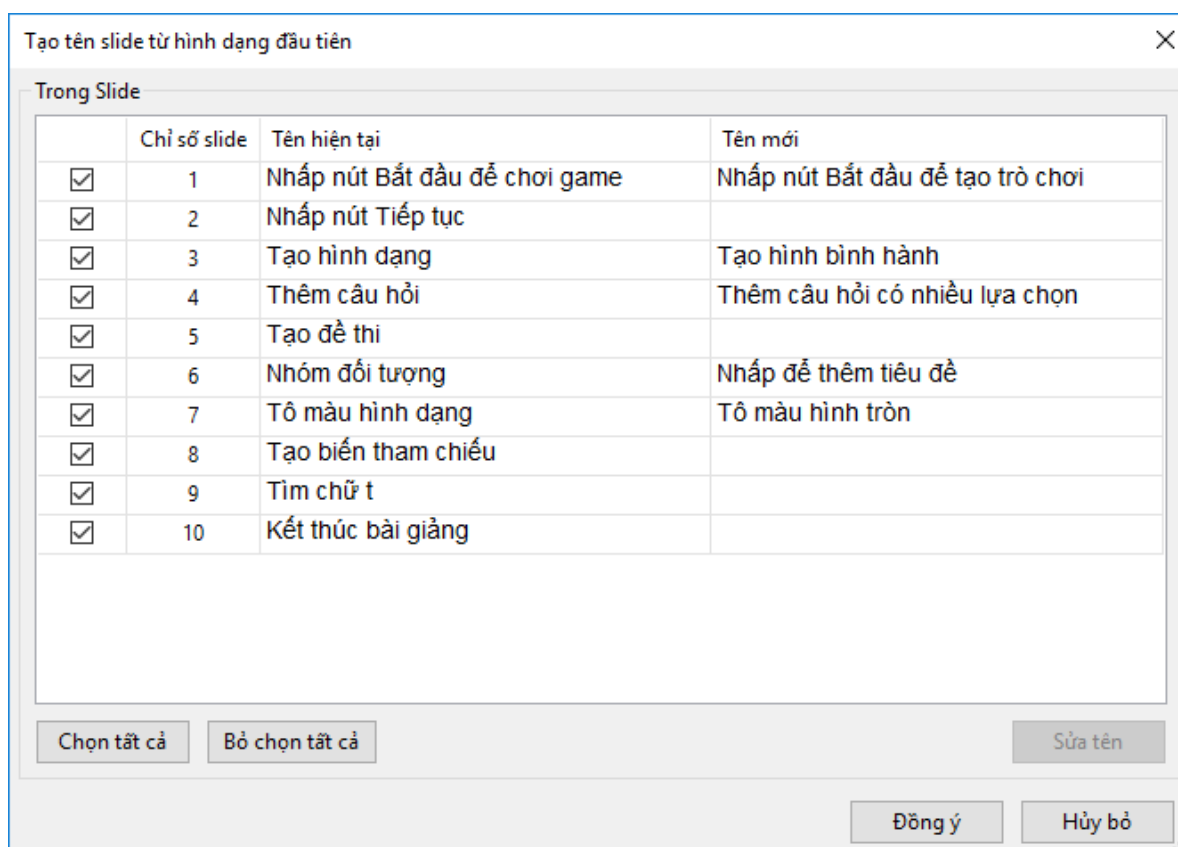 Tạo tên slide từ hình dạng đầu tiên
Trong Slide
Chỉ số slide Tên hiện tại Tên mới
1 Nhấp nút Bắt đầu để chơi game Nhấp nút Bắt đầu để tạo trò chơi
2 Nhấp nút Tiếp tục
3 Tạo hình dạng Tạo hình bình hành
4 Thêm câu hỏi Thêm câu hỏi có nhiều lựa chọn
5 Tạo đề thi
6 Nhóm đối tượng Nhấp để thêm tiêu đề
7 Tô màu hình dạng Tô màu hình tròn
8 Tạo biến tham chiếu
9 Tìm chữ t
10 Kết thúc bài giảng
Chọn tất cả Bỏ chọn tất cả Sửa tên
Đồng ý Hủy bỏ